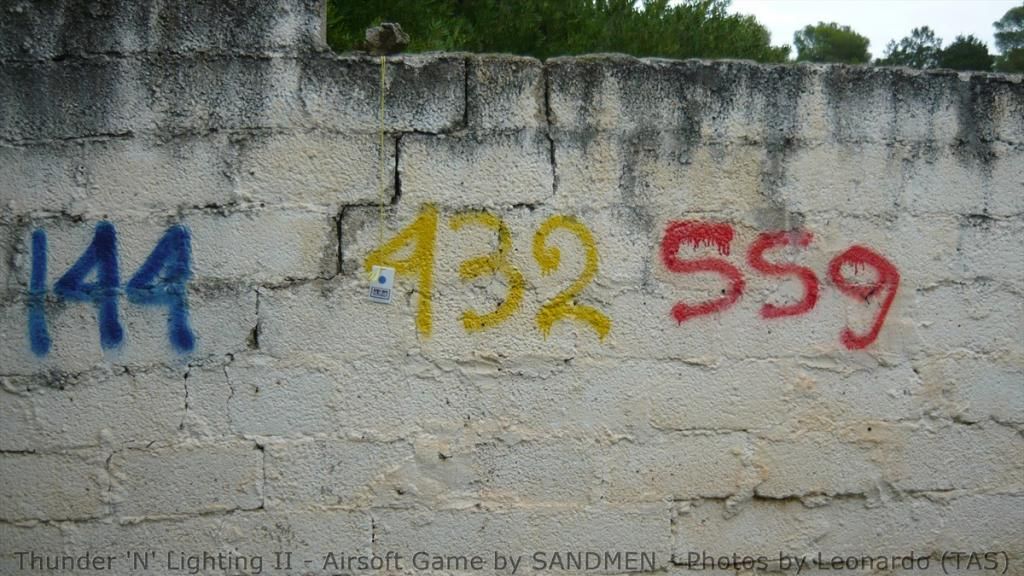 144 432 559
Thunder 'N' Lighting II - Airsoft Game by SANDMEN - Photos by Leonardo (TAS)